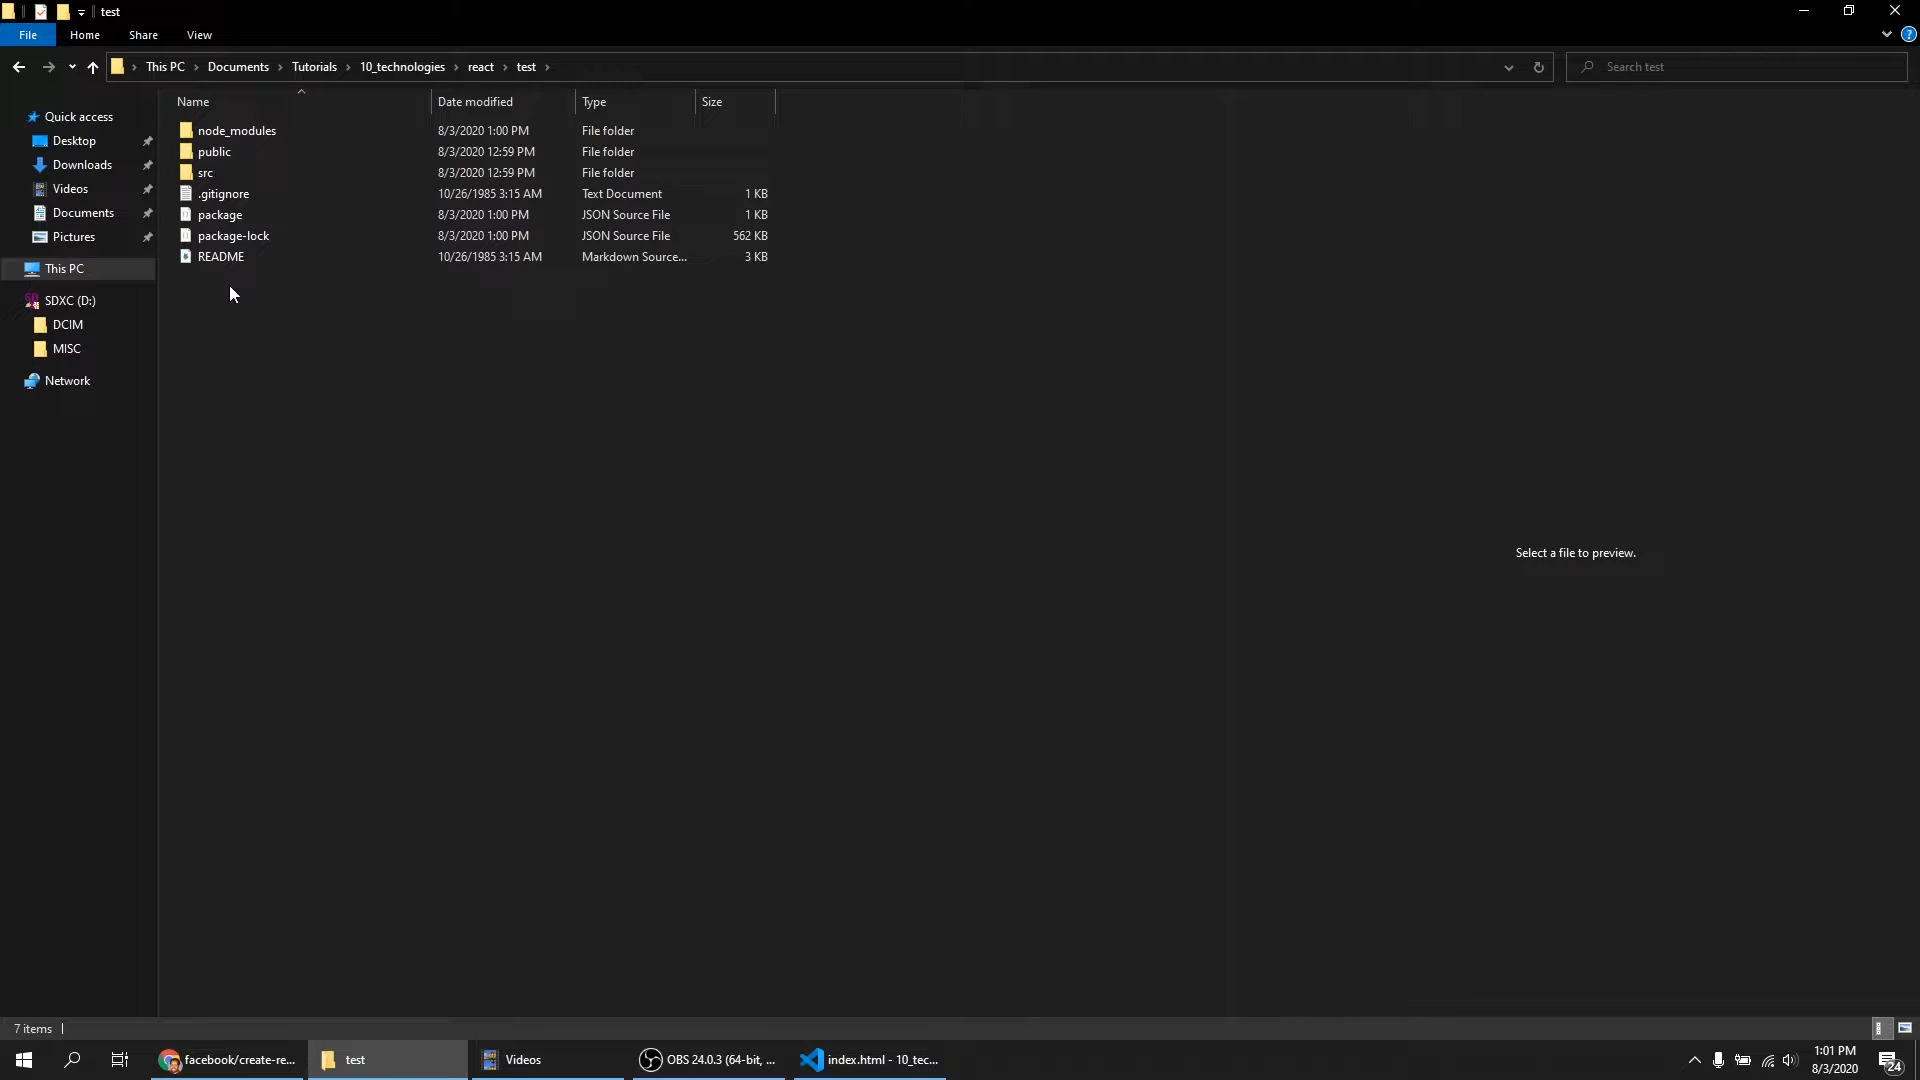 test
File Home Share View
This PC Documents Tutorials 10_technologies react test
Search test
Name Date modified Type Size
Quick access
Desktop
Downloads
Videos
Documents
Pictures
This PC
SDXC (D:)
DCIM
MISC
Network
node_modules 8/3/2020 1:00 PM File folder
public 8/3/2020 12:59 PM File folder
src 8/3/2020 12:59 PM File folder
.gitignore 10/26/1985 3:15 AM Text Document 1 KB
package 8/3/2020 1:00 PM JSON Source File 1 KB
package-lock 8/3/2020 1:00 PM JSON Source File 562 KB
README 10/26/1985 3:15 AM Markdown Source... 3 KB
Select a file to preview.
7 items
facebook/create-re... test Videos OBS 24.0.3 (64-bit, ... index.html - 10_tec...
1:01 PM
8/3/2020
24